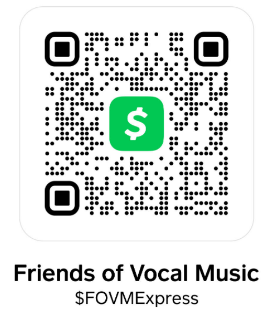 $
Friends of Vocal Music
$FOVMExpress